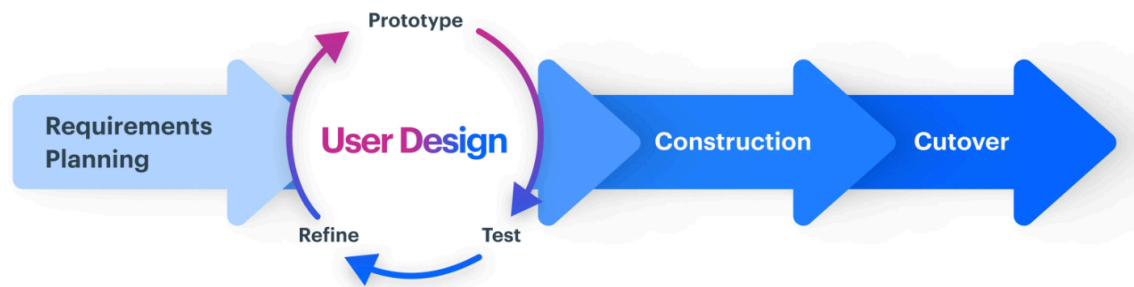 Requirements
Planning
Prototype
User Design
Refine
Test
Construction
Cutover